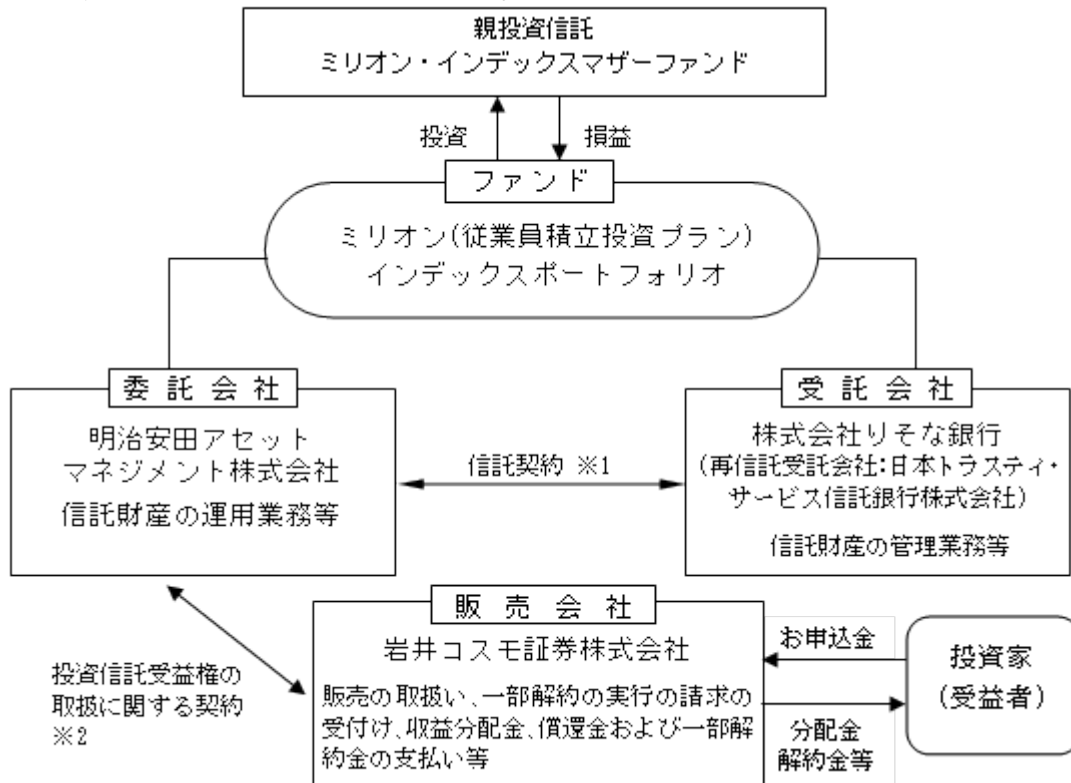 親投資信託
ミリオン・インデックスマザーファンド
投資
損益
ファンド
ミリオン(従業員積立投資プラン)
インデックスポートフォリオ
委託会社
明治安田アセット
マネジメント株式会社
信託財産の運用業務等
信託契約 ※1
受託会社
株式会社りそな銀行
(再信託受託会社:日本トラスティ・
サービス信託銀行株式会社)
信託財産の管理業務等
投資信託受益権の
取扱に関する契約
※2
販売会社
岩井コスモ証券株式会社
販売の取扱い、一部解約の実行の請求の
受付け、収益分配金、償還金および一部解
約金の支払い等
お申込金
分配金
解約金等
投資家
(受益者)